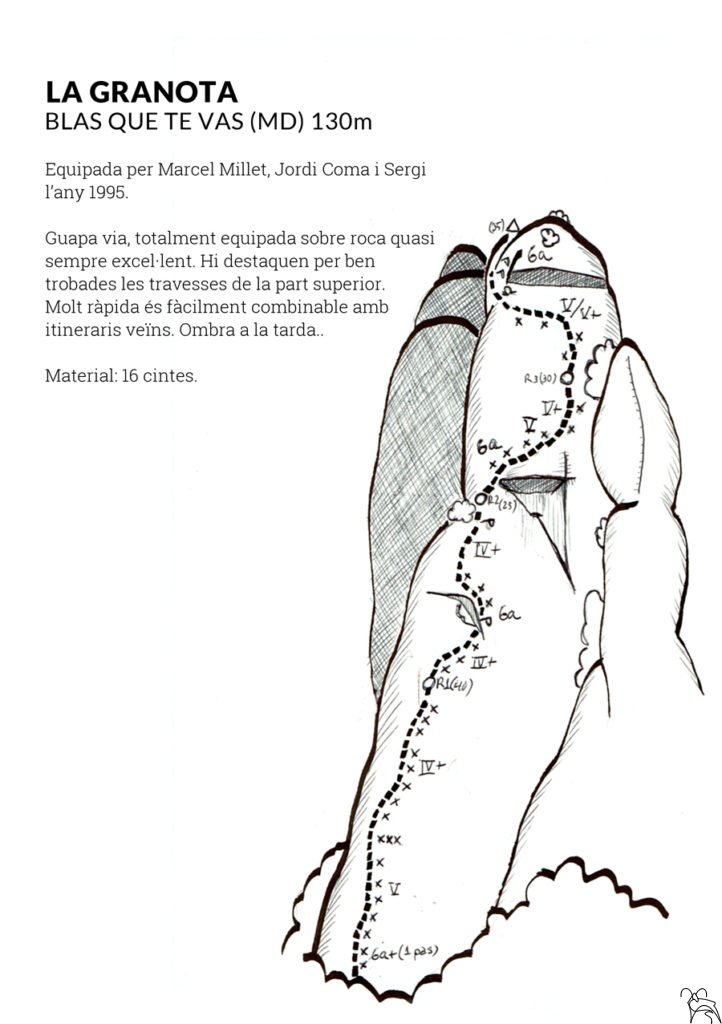 LA GRANOTA
BLAS QUE TE VAS (MD) 130m
Equipada per Marcel Millet, Jordi Coma i Sergi
l'any 1995.
Guapa via, totalment equipada sobre roca quasi
sempre excel·lent. Hi destaquen per ben
trobades les travesses de la part superior.
Molt ràpida és fàcilment combinable amb
itineraris veïns. Ombra a la tarda..
Material: 16 cintes.
(35)
6a
V/V+
R3(30)
V+
V
6a
R2(25)
IV+
6a
IV+
R1(40)
IV+
xxx
V
6a+(1 pas)